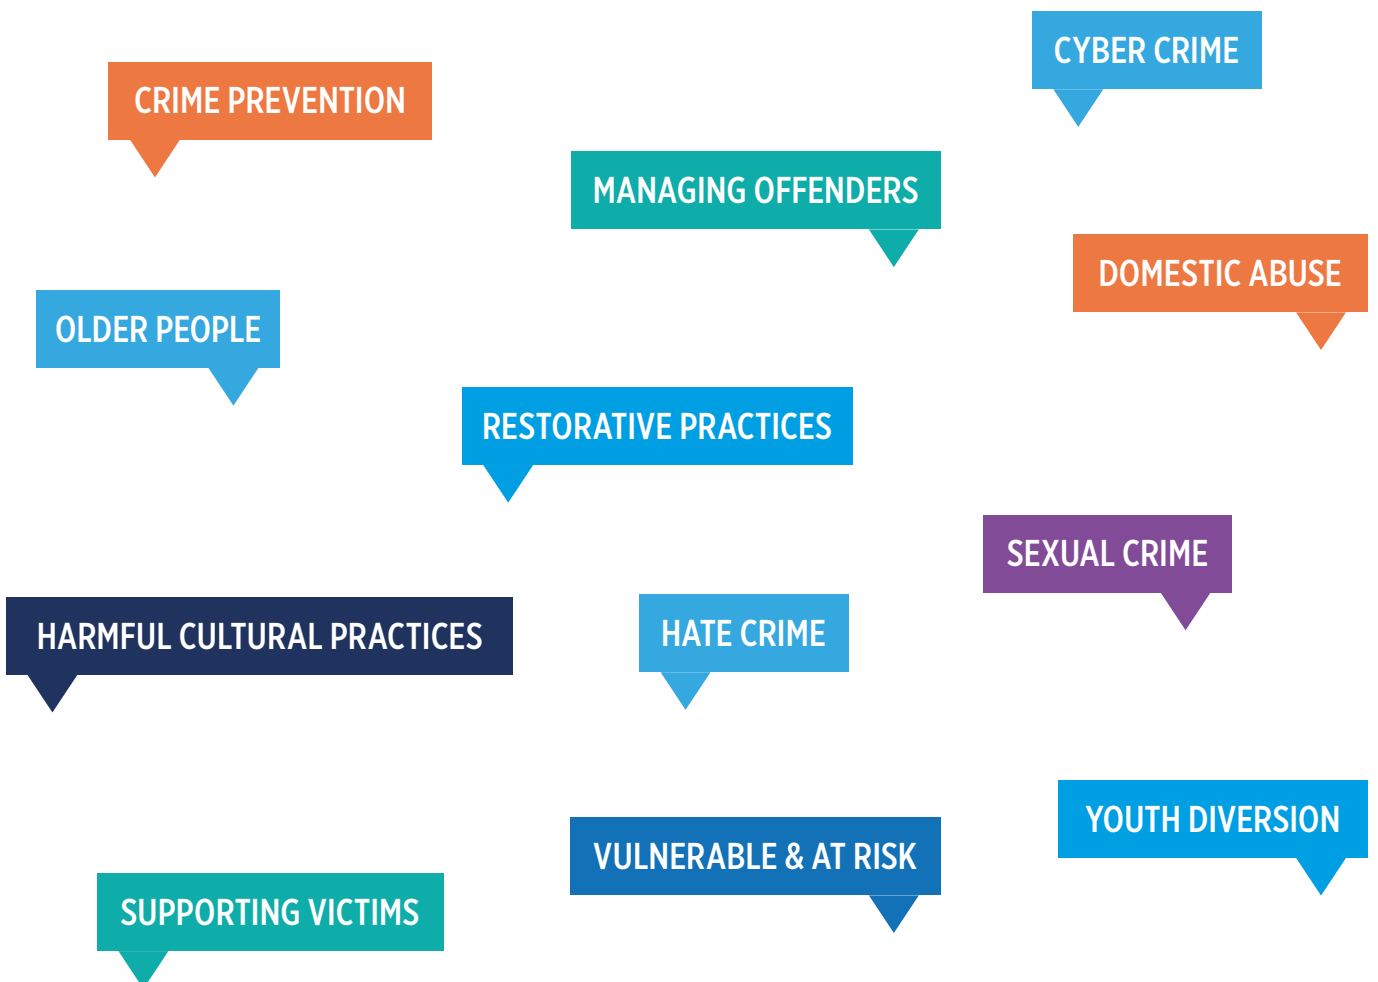 CYBER CRIME
CRIME PREVENTION
MANAGING OFFENDERS
DOMESTIC ABUSE
OLDER PEOPLE
RESTORATIVE PRACTICES
SEXUAL CRIME
HARMFUL CULTURAL PRACTICES
HATE CRIME
YOUTH DIVERSION
VULNERABLE & AT RISK
SUPPORTING VICTIMS